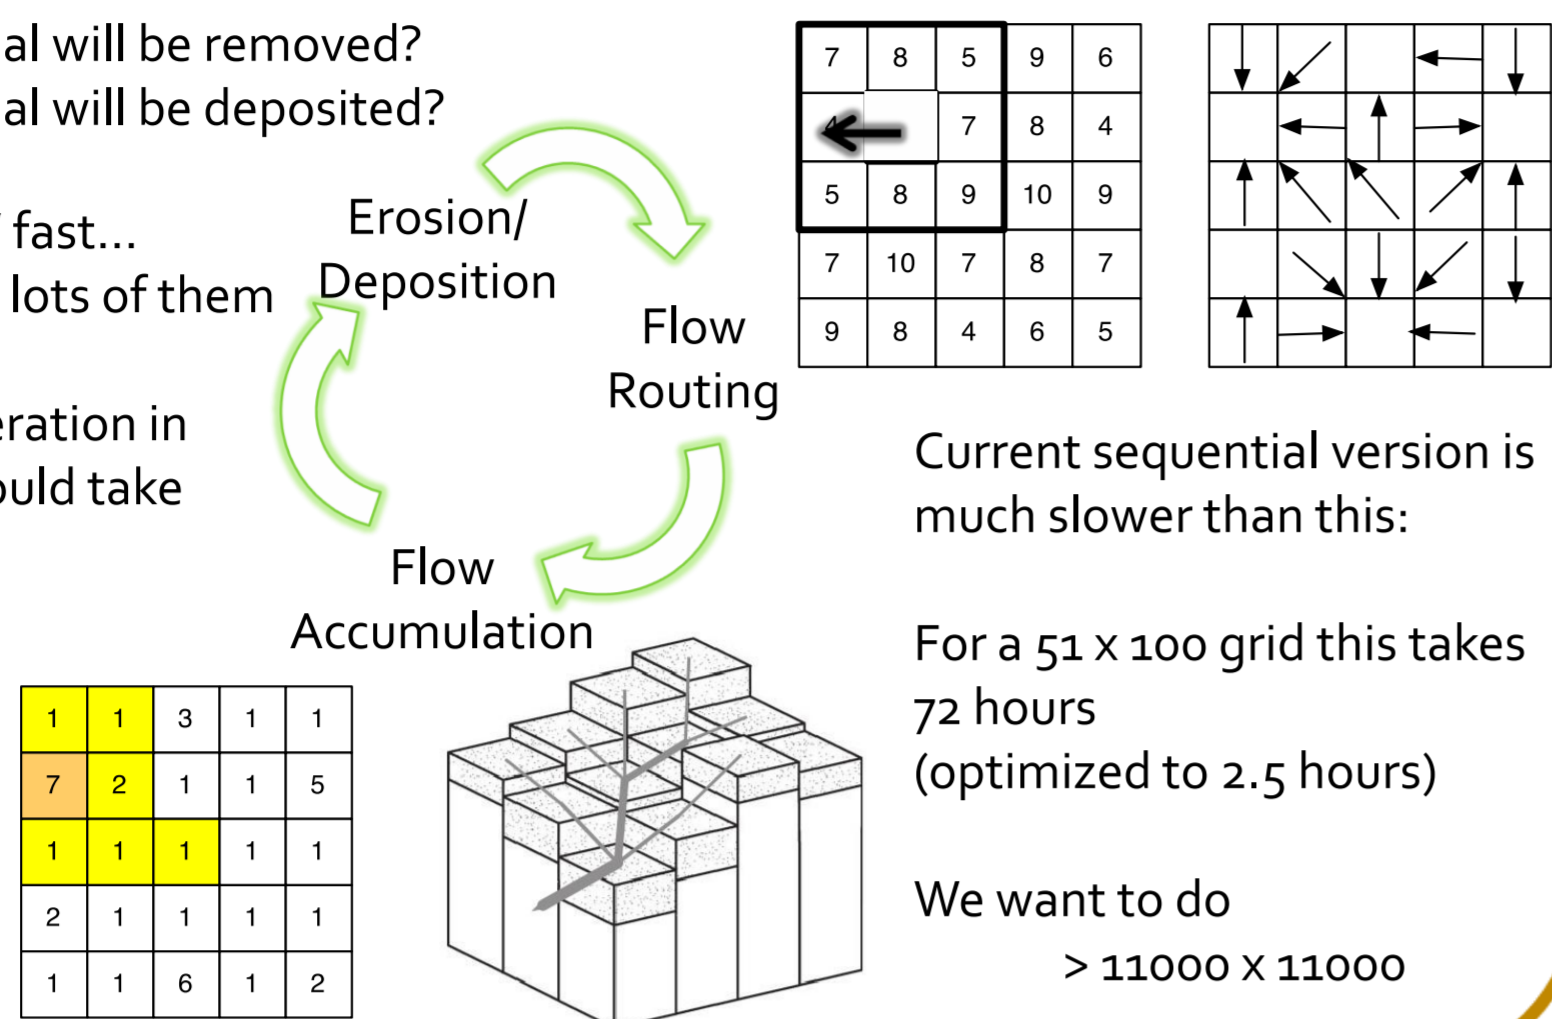 al will be removed?
al will be deposited?
fast...
lots of them
eration in
ould take
Erosion/
Deposition
Flow
Routing
Flow
Accumulation
7 8 5 9 6
4 7 8 4
5 8 9 10 9
7 10 7 8 7
9 8 4 6 5
Current sequential version is
much slower than this:
For a 51 x 100 grid this takes
72 hours
(optimized to 2.5 hours)
We want to do
> 11000 x 11000
1 1 3 1 1
7 2 1 1 5
1 1 1 1 1
2 1 1 1 1
1 1 6 1 2